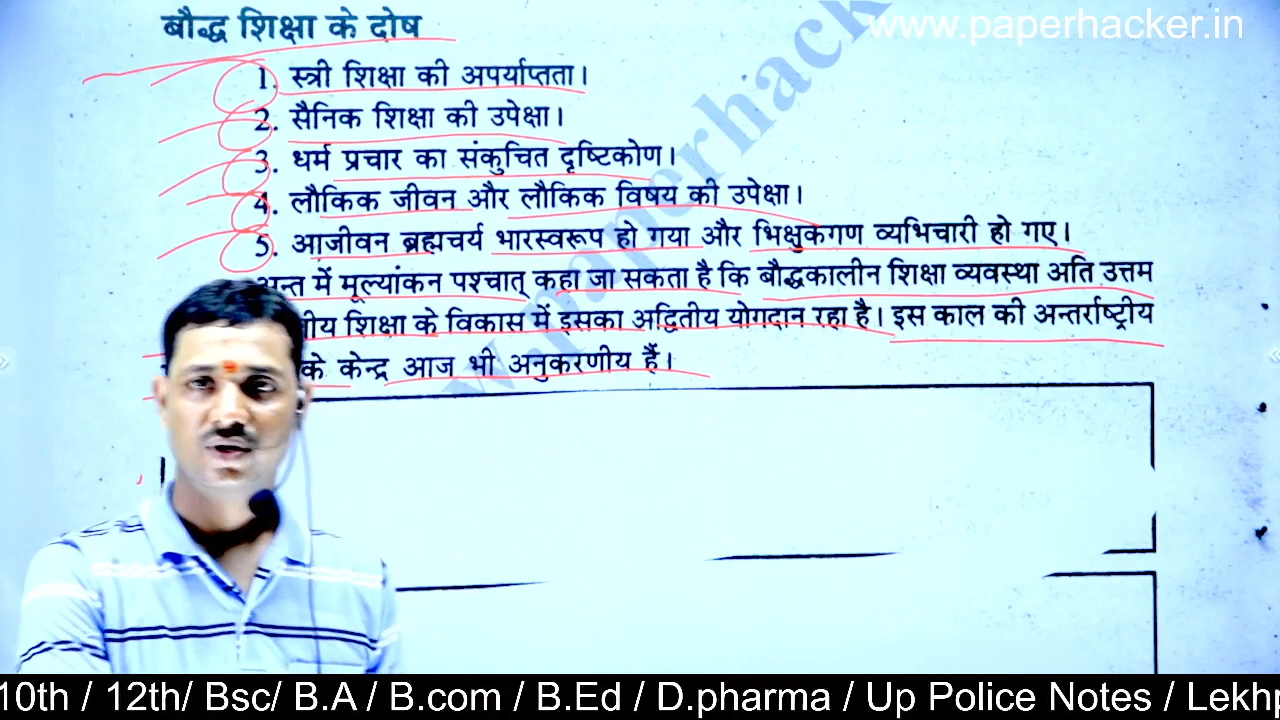 बौद्ध शिक्षा के दोष
www.paperhacker.in
1. स्त्री शिक्षा की अपर्याप्तता।
2. सैनिक शिक्षा की उपेक्षा।
3. धर्म प्रचार का संकुचित दृष्टिकोण।
4. लौकिक जीवन और लौकिक विषय की उपेक्षा।
5. आजीवन ब्रह्मचर्य भारस्वरूप हो गया और भिक्षुकगण व्यभिचारी हो गए।
अन्त में मूल्यांकन पश्चात् कहा जा सकता है कि बौद्धकालीन शिक्षा व्यवस्था अति उत्तम
शिक्षा के विकास में इसका अद्वितीय योगदान रहा है। इस काल की अन्तर्राष्ट्रीय
के केन्द्र आज भी अनुकरणीय हैं।
10th / 12th/ Bsc/ B.A / B.com / B.Ed / D.pharma / Up Police Notes / Lekhp